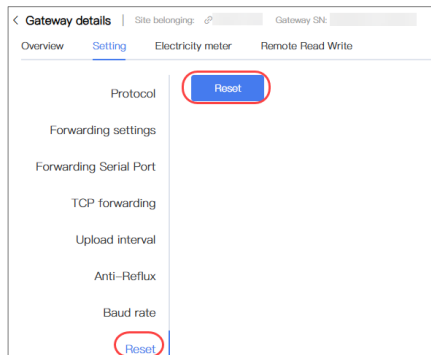 < Gateway details | Site belonging: Gateway SN:
Overview Setting Electricity meter Remote Read Write
Protocol
Reset
Forwarding settings
Forwarding Serial Port
TCP forwarding
Upload interval
Anti-Reflux
Baud rate
Reset